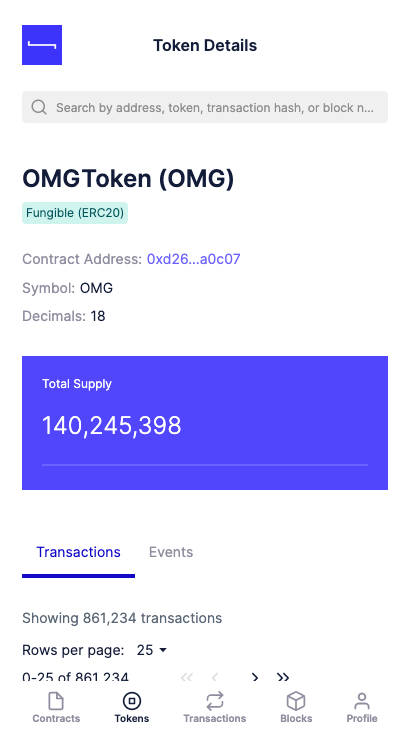 Token Details
Search by address, token, transaction hash, or block n...
OMGToken (OMG)
Fungible (ERC20)
Contract Address: 0xd26...a0c07
Symbol: OMG
Decimals: 18
Total Supply
140,245,398
Transactions Events
Showing 861,234 transactions
Rows per page: 25
0-25 of 861,234
Contracts Tokens Transactions Blocks Profile